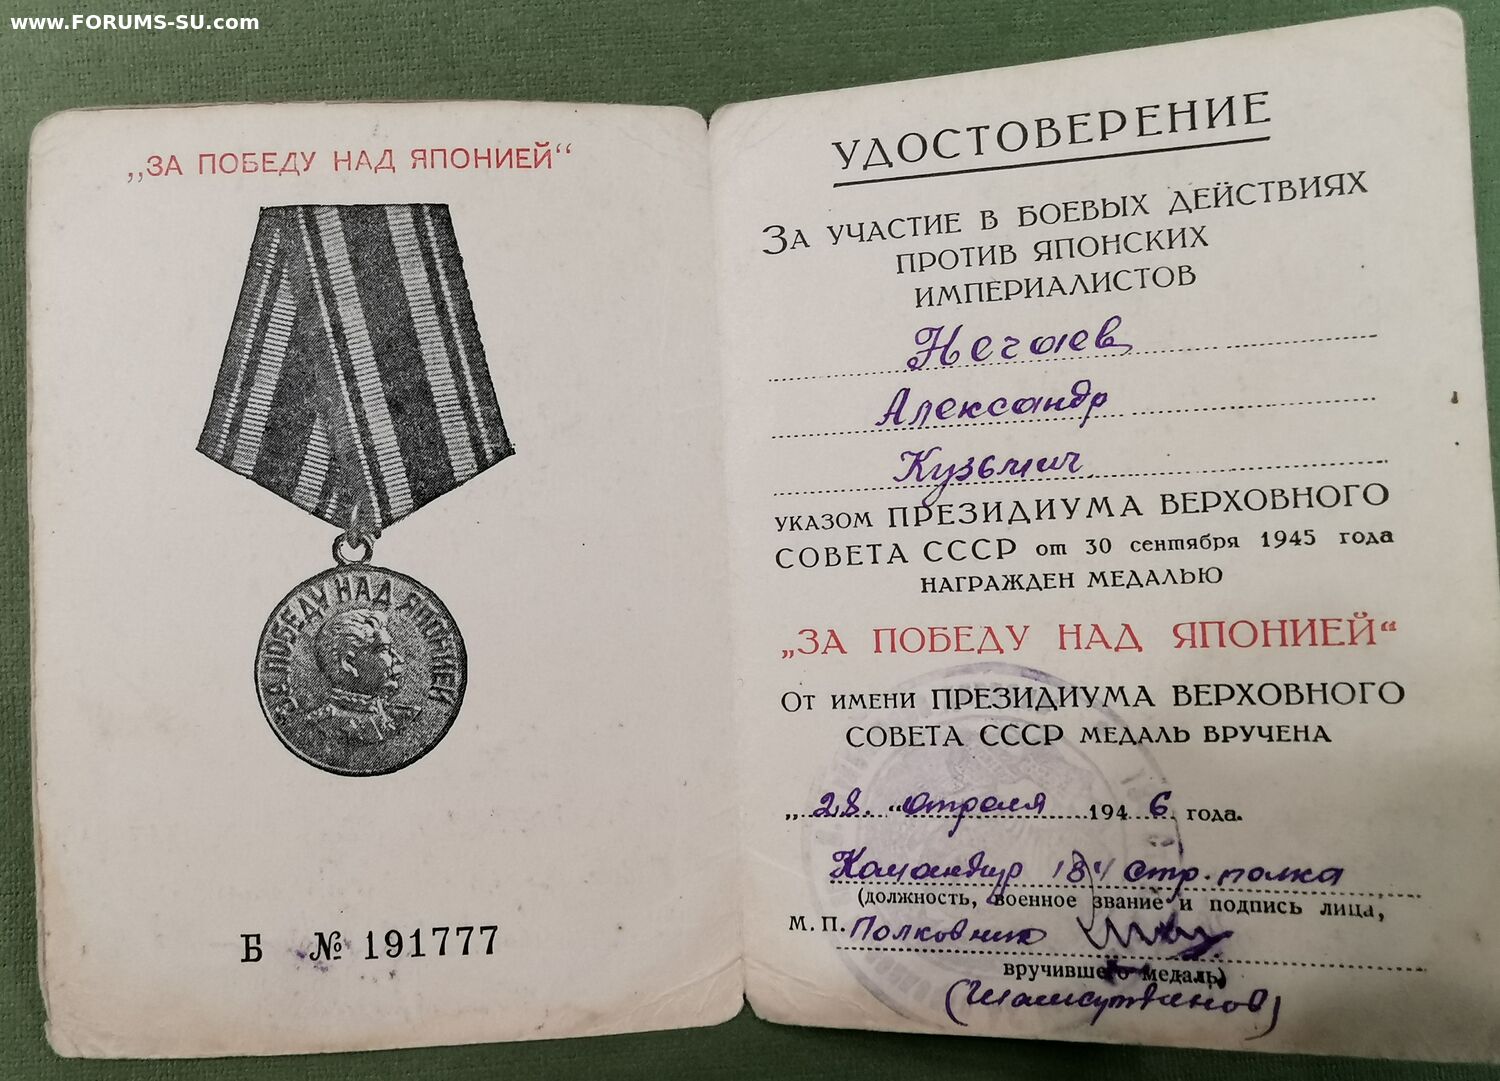 www.FORUMS-SU.com
„ЗА ПОБЕДУ НАД ЯПОНИЕЙ“
ЗА ПОБЕДУ НАД ЯПОНИЕЙ
Б № 191777
УДОСТОВЕРЕНИЕ
ЗА УЧАСТИЕ В БОЕВЫХ ДЕЙСТВИЯХ
ПРОТИВ ЯПОНСКИХ
ИМПЕРИАЛИСТОВ
Нечаев
Александр
Кузьмич
УКАЗОМ ПРЕЗИДИУМА ВЕРХОВНОГО
СОВЕТА СССР от 30 сентября 1945 года
НАГРАЖДЕН МЕДАЛЬЮ
„ЗА ПОБЕДУ НАД ЯПОНИЕЙ“
ОТ ИМЕНИ ПРЕЗИДИУМА ВЕРХОВНОГО
СОВЕТА СССР МЕДАЛЬ ВРУЧЕНА
„28.“ апреля 1946 года.
Командир 184 стр. полка
(должность, военное звание и подпись лица,
М. П. Полковник
вручившего медаль)
(Шамсутдинов)